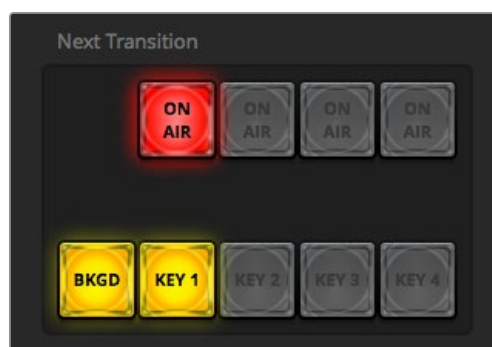 Next Transition
ON AIR ON AIR ON AIR ON AIR
BKGD KEY 1 KEY 2 KEY 3 KEY 4